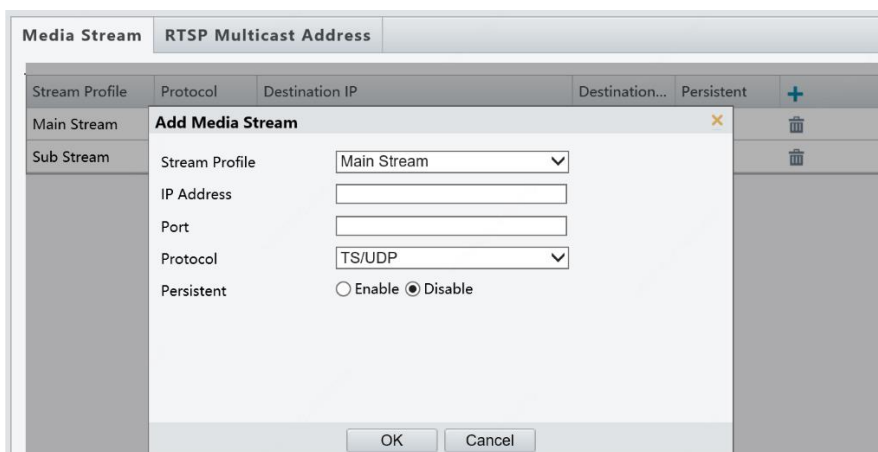 Media Stream RTSP Multicast Address
Stream Profile Protocol Destination IP Destination... Persistent
Main Stream
Sub Stream
Add Media Stream
Stream Profile Main Stream
IP Address
Port
Protocol TS/UDP
Persistent Enable Disable
OK Cancel